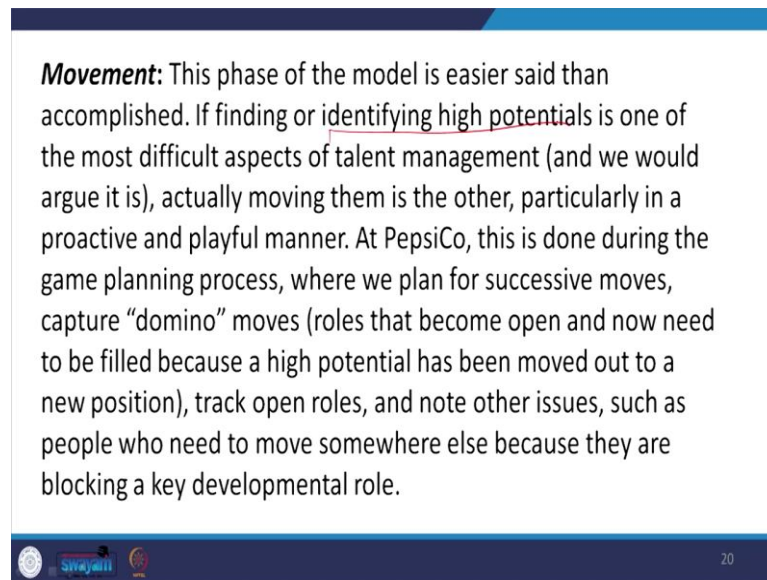 Movement: This phase of the model is easier said than
accomplished. If finding or identifying high potentials is one of
the most difficult aspects of talent management (and we would
argue it is), actually moving them is the other, particularly in a
proactive and playful manner. At PepsiCo, this is done during the
game planning process, where we plan for successive moves,
capture “domino” moves (roles that become open and now need
to be filled because a high potential has been moved out to a
new position), track open roles, and note other issues, such as
people who need to move somewhere else because they are
blocking a key developmental role.
swayam
20